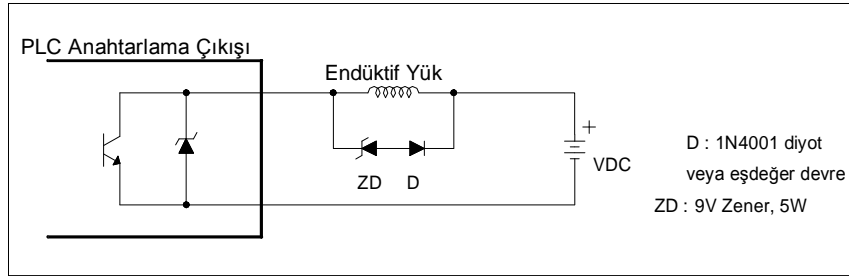 PLC Anahtarlama Çıkışı
Endüktif Yük
ZD D
+
VDC
D : 1N4001 diyot
veya eşdeğer devre
ZD : 9V Zener, 5W